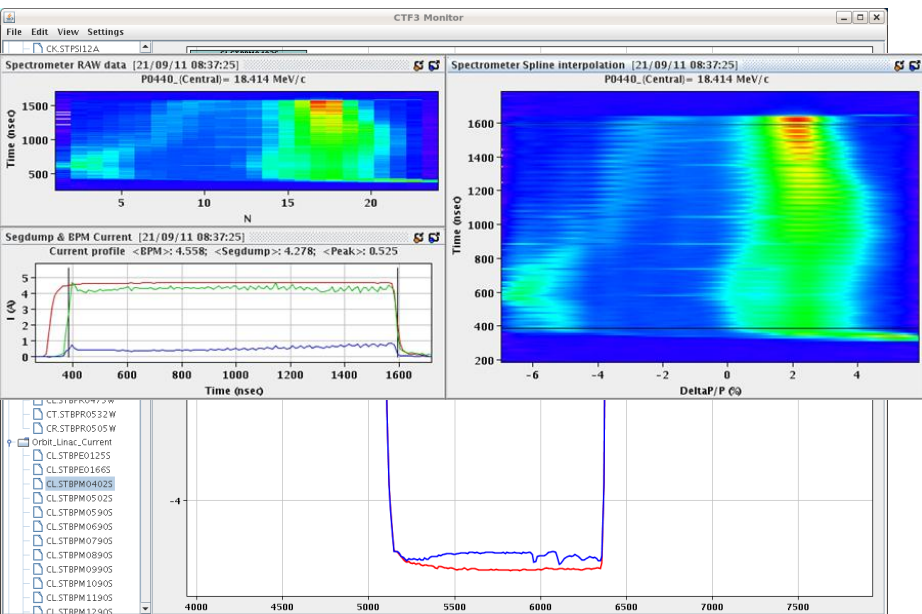 CTF3 Monitor
File Edit View Settings
CK.STPSI12A
Spectrometer RAW data [21/09/11 08:37:25]
P0440_(Central)= 18.414 MeV/c
Time (nsec)
1500
1000
500
5 10 15 20
N
Segdump & BPM Current [21/09/11 08:37:25]
Current profile <BPM>: 4.558; <Segdump>: 4.278; <Peak>: 0.525
I (A)
5
4
3
2
1
0
400 600 800 1000 1200 1400 1600
Time (nsec)
Spectrometer Spline interpolation [21/09/11 08:37:25]
P0440_(Central)= 18.414 MeV/c
Time (nsec)
1600
1400
1200
1000
800
600
400
200
-6 -4 -2 0 2 4
DeltaP/P (%)
CT.STBPR0532W
CR.STBPR0505W
Orbit_Linac_Current
CL.STBPE0125S
CL.STBPE0166S
CL.STBPM0402S
CL.STBPM0502S
CL.STBPM0590S
CL.STBPM0690S
CL.STBPM0790S
CL.STBPM0890S
CL.STBPM0990S
CL.STBPM1090S
CL.STBPM1190S
CL.STBPM1290S
-4
4000 4500 5000 5500 6000 6500 7000 7500